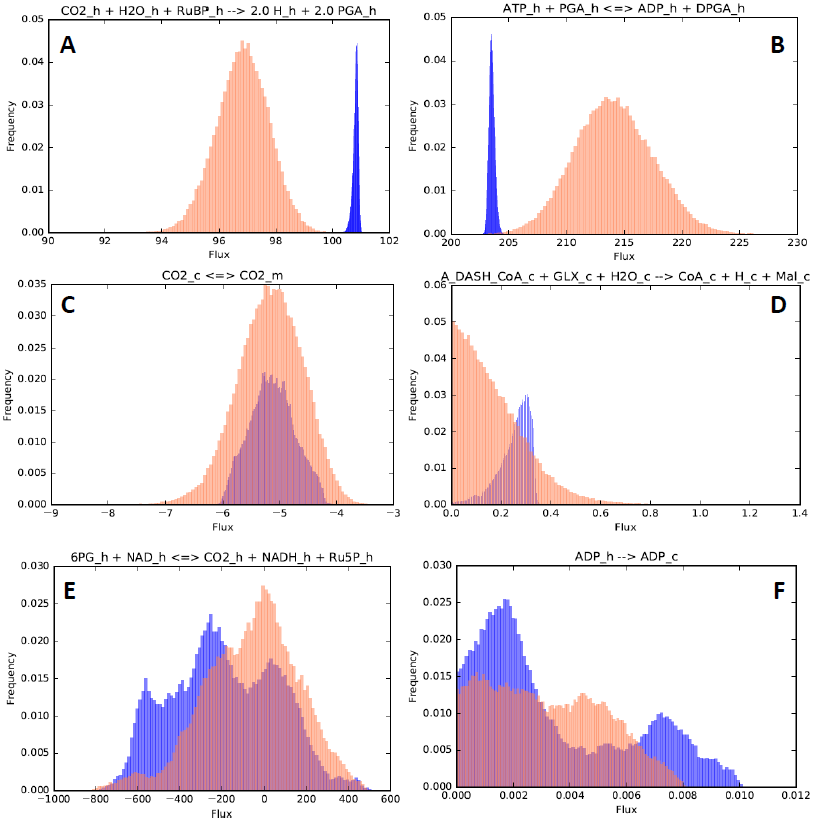 CO2_h + H2O_h + RuBP_h --> 2.0 H_h + 2.0 PGA_h
A
0.05
0.04
0.03
0.02
0.01
0.00
Frequency
90 92 94 96 98 100 102
Flux
ATP_h + PGA_h <=> ADP_h + DPGA_h
B
0.05
0.04
0.03
0.02
0.01
0.00
Frequency
200 205 210 215 220 225 230
Flux
CO2_c <=> CO2_m
C
0.035
0.030
0.025
0.020
0.015
0.010
0.005
0.000
Frequency
−9 −8 −7 −6 −5 −4 −3
Flux
A_DASH_CoA_c + GLX_c + H2O_c --> CoA_c + H_c + Mal_c
D
0.06
0.05
0.04
0.03
0.02
0.01
0.00
Frequency
0.0 0.2 0.4 0.6 0.8 1.0 1.2 1.4
Flux
6PG_h + NAD_h <=> CO2_h + NADH_h + Ru5P_h
E
0.030
0.025
0.020
0.015
0.010
0.005
0.000
Frequency
−1000 −800 −600 −400 −200 0 200 400 600
Flux
ADP_h --> ADP_c
F
0.030
0.025
0.020
0.015
0.010
0.005
0.000
Frequency
0.000 0.002 0.004 0.006 0.008 0.010 0.012
Flux